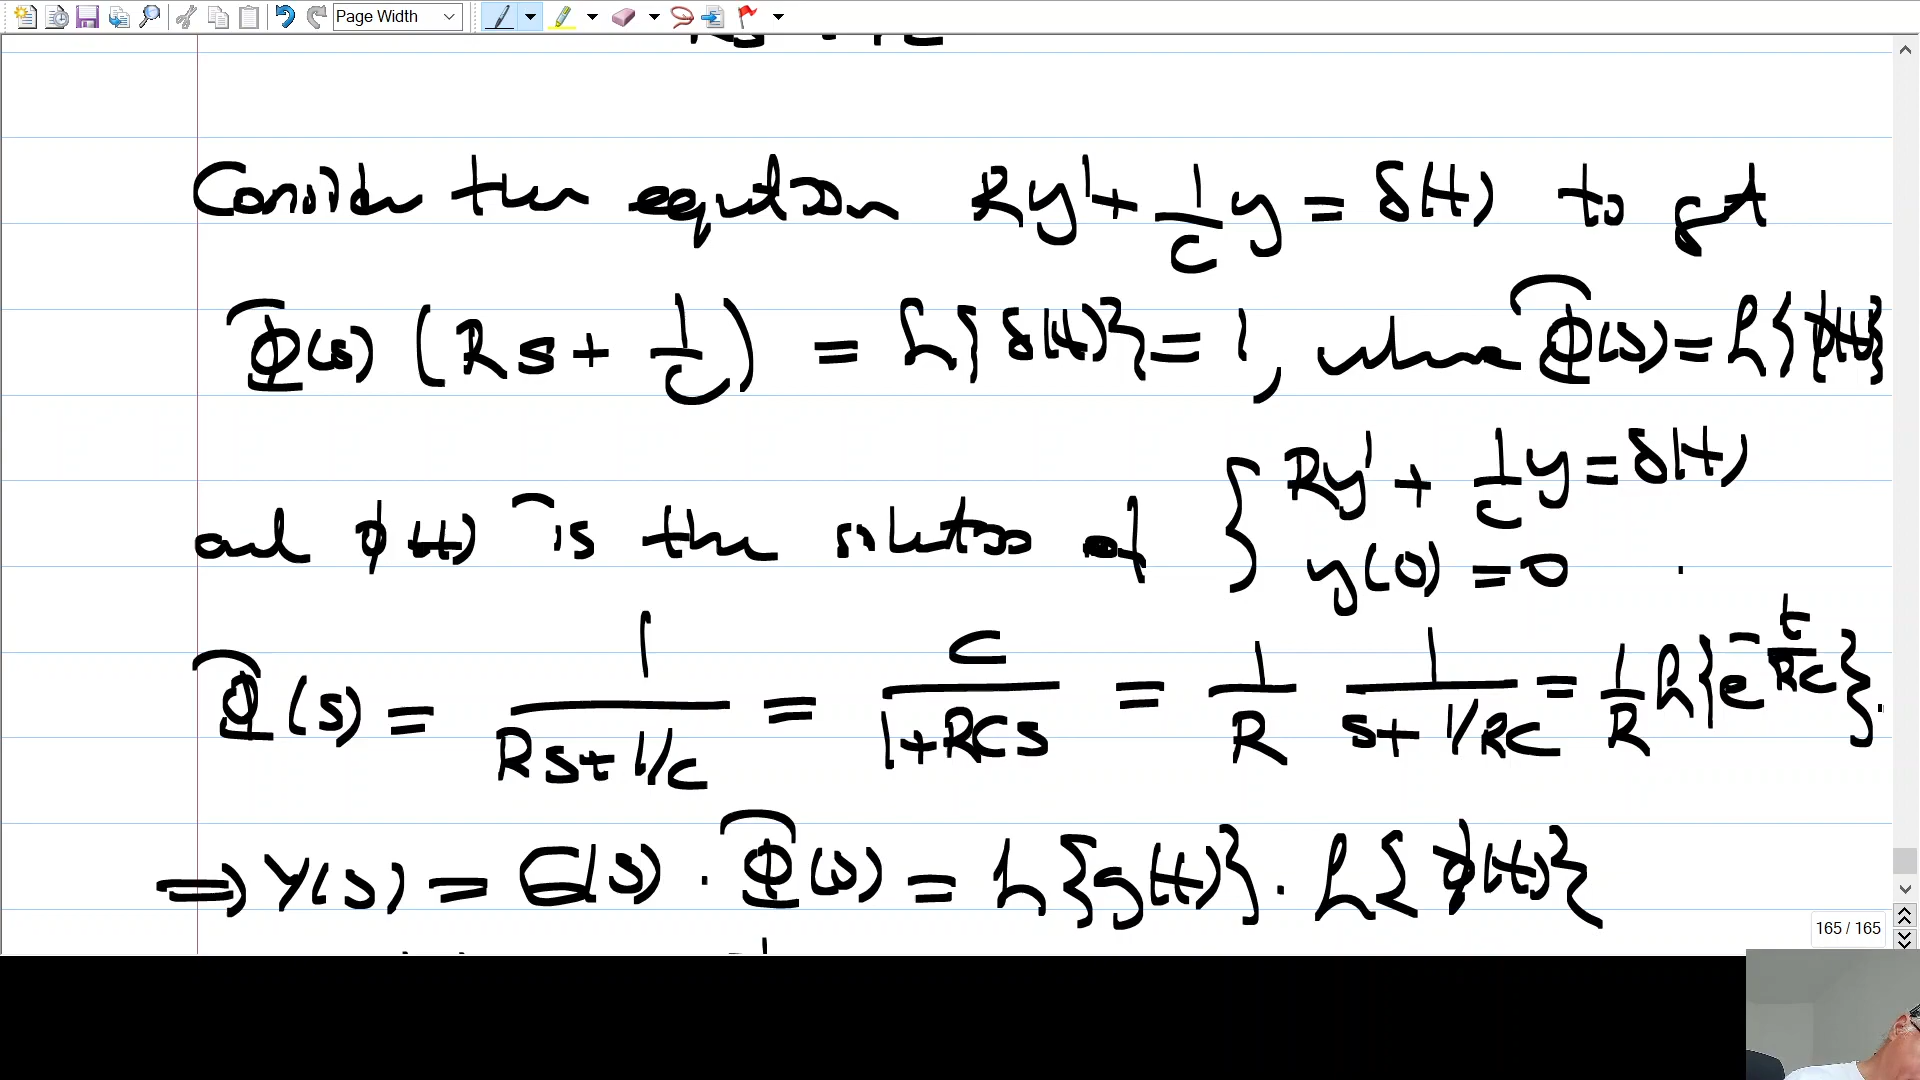 Page Width
Consider the equation Ry' + 1/C y = δ(t) to get
Φ(s) (Rs + 1/C) = L{δ(t)} = 1, where Φ(s) = L{ϕ(t)}
and ϕ(t) is the solution of { Ry' + 1/C y = δ(t)
y(0) = 0 .
Φ(s) = 1/(Rs + 1/C) = C/(1 + RCs) = 1/R 1/(s + 1/RC) = 1/R L{e^(-t/RC)}.
⇒ Y(s) = G(s) · Φ(s) = L{g(t)} · L{ϕ(t)}
165 / 165